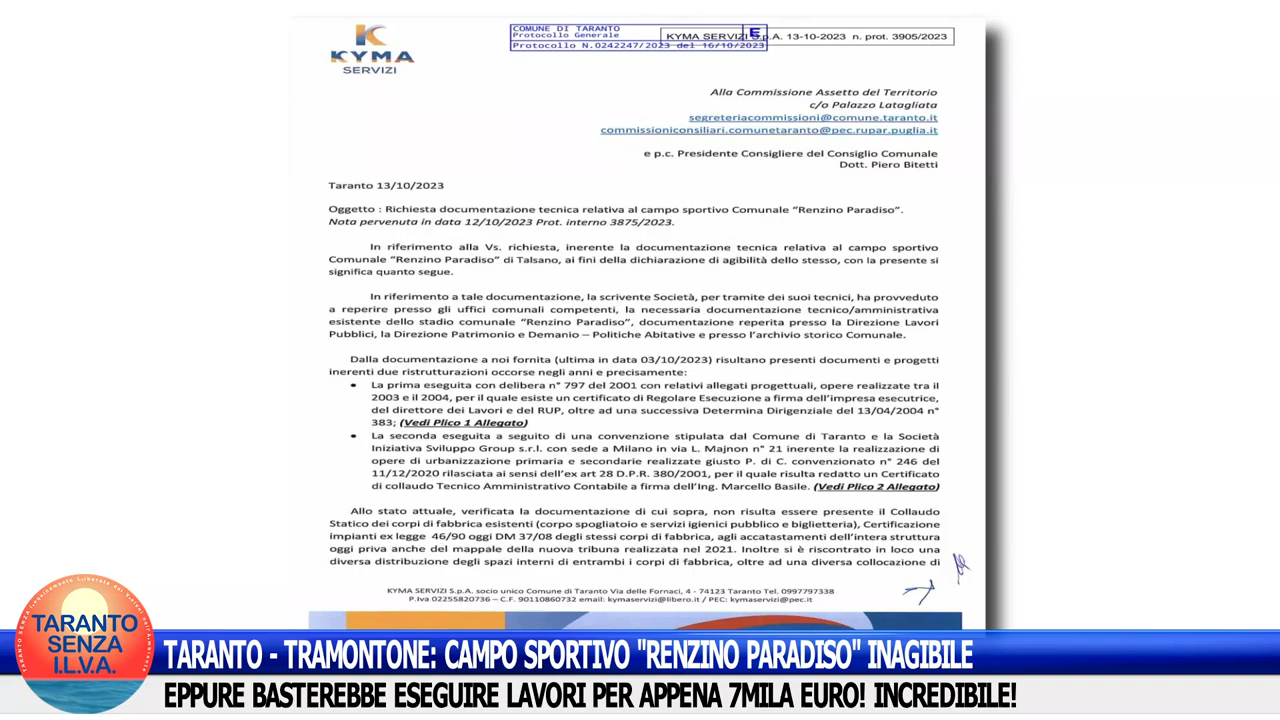 KYMA
SERVIZI
COMUNE DI TARANTO
Protocollo Generale
Protocollo N.0242247/2023 del 16/10/2023
E
KYMA SERVIZI S.p.A. 13-10-2023 n. prot. 3905/2023
Alla Commissione Assetto del Territorio
c/o Palazzo Latagliata
segreteriacommissioni@comune.taranto.it
commissioniconsiliari.comunetaranto@pec.rupar.puglia.it
e p.c. Presidente Consigliere del Consiglio Comunale
Dott. Piero Bitetti
Taranto 13/10/2023
Oggetto : Richiesta documentazione tecnica relativa al campo sportivo Comunale “Renzino Paradiso”.
Nota pervenuta in data 12/10/2023 Prot. interno 3875/2023.
In riferimento alla Vs. richiesta, inerente la documentazione tecnica relativa al campo sportivo
Comunale “Renzino Paradiso” di Talsano, ai fini della dichiarazione di agibilità dello stesso, con la presente si
significa quanto segue.
In riferimento a tale documentazione, la scrivente Società, per tramite dei suoi tecnici, ha provveduto
a reperire presso gli uffici comunali competenti, la necessaria documentazione tecnico/amministrativa
esistente dello stadio comunale “Renzino Paradiso”, documentazione reperita presso la Direzione Lavori
Pubblici, la Direzione Patrimonio e Demanio – Politiche Abitative e presso l’archivio storico Comunale.
Dalla documentazione a noi fornita (ultima in data 03/10/2023) risultano presenti documenti e progetti
inerenti due ristrutturazioni occorse negli anni e precisamente:
• La prima eseguita con delibera n° 797 del 2001 con relativi allegati progettuali, opere realizzate tra il
2003 e il 2004, per il quale esiste un certificato di Regolare Esecuzione a firma dell’impresa esecutrice,
del direttore dei Lavori e del RUP, oltre ad una successiva Determina Dirigenziale del 13/04/2004 n°
383; (Vedi Plico 1 Allegato)
• La seconda eseguita a seguito di una convenzione stipulata dal Comune di Taranto e la Società
Iniziativa Sviluppo Group s.r.l. con sede a Milano in via L. Majnon n° 21 inerente la realizzazione di
opere di urbanizzazione primaria e secondarie realizzate giusto P. di C. convenzionato n° 246 del
11/12/2020 rilasciata ai sensi dell’ex art 28 D.P.R. 380/2001, per il quale risulta redatto un Certificato
di collaudo Tecnico Amministrativo Contabile a firma dell’Ing. Marcello Basile. (Vedi Plico 2 Allegato)
Allo stato attuale, verificata la documentazione di cui sopra, non risulta essere presente il Collaudo
Statico dei corpi di fabbrica esistenti (corpo spogliatoio e servizi igienici pubblico e biglietteria), Certificazione
impianti ex legge 46/90 oggi DM 37/08 degli stessi corpi di fabbrica, agli accatastamenti dell’intera struttura
oggi priva anche del mappale della nuova tribuna realizzata nel 2021. Inoltre si è riscontrato in loco una
diversa distribuzione degli spazi interni di entrambi i corpi di fabbrica, oltre ad una diversa collocazione di
KYMA SERVIZI S.p.A. socio unico Comune di Taranto Via delle Fornaci, 4 - 74123 Taranto Tel. 0997797338
P.Iva 02255820736 – C.F. 90110860732 email: kymaservizi@libero.it / PEC: kymaservizi@pec.it
TARANTO
SENZA
I.L.V.A.
TARANTO - TRAMONTONE: CAMPO SPORTIVO "RENZINO PARADISO" INAGIBILE
EPPURE BASTEREBBE ESEGUIRE LAVORI PER APPENA 7MILA EURO! INCREDIBILE!